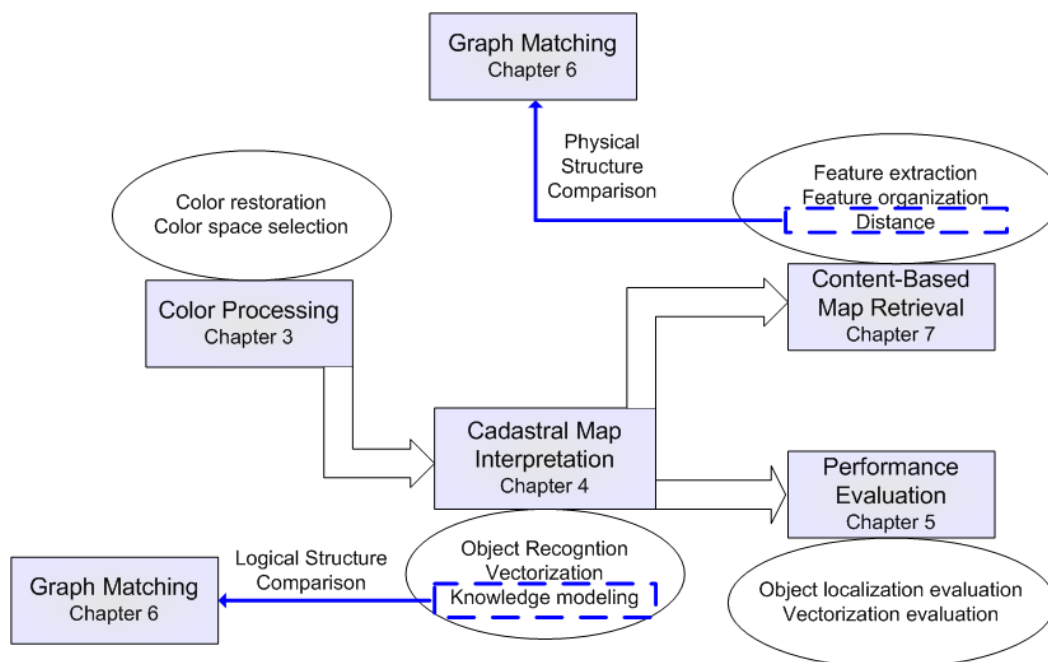 Graph Matching
Chapter 6
Physical
Structure
Comparison
Feature extraction
Feature organization
Distance
Color restoration
Color space selection
Color Processing
Chapter 3
Content-Based
Map Retrieval
Chapter 7
Cadastral Map
Interpretation
Chapter 4
Performance
Evaluation
Chapter 5
Logical Structure
Comparison
Object Recogntion
Vectorization
Knowledge modeling
Graph Matching
Chapter 6
Object localization evaluation
Vectorization evaluation